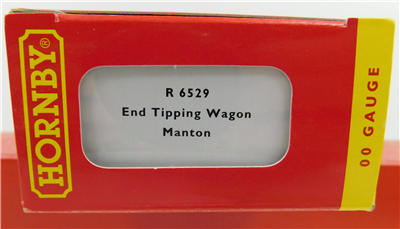 HORNBY®
R 6529
End Tipping Wagon
Manton
00 GAUGE